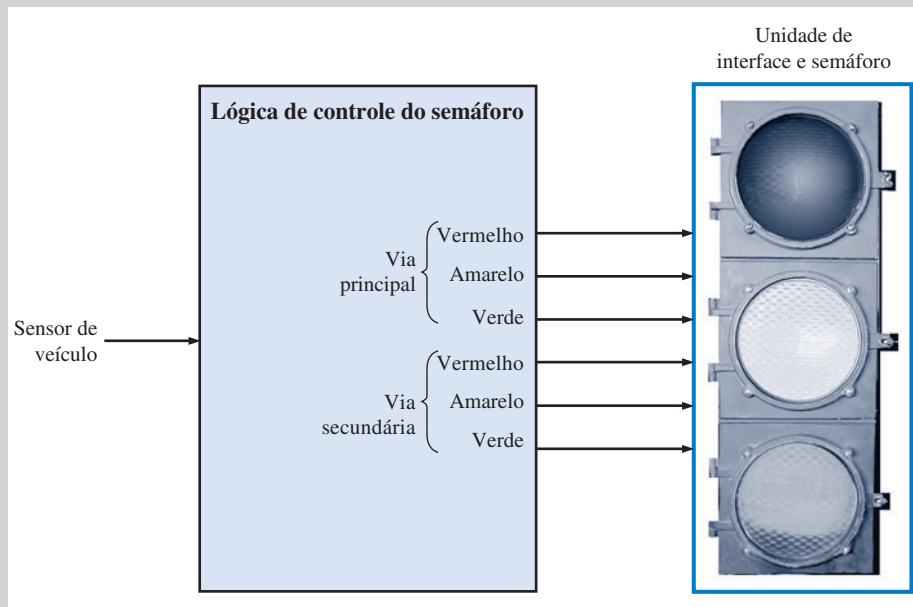 Unidade de
interface e semáforo
Lógica de controle do semáforo
Sensor de
veículo
Via
principal
Vermelho
Amarelo
Verde
Via
secundária
Vermelho
Amarelo
Verde